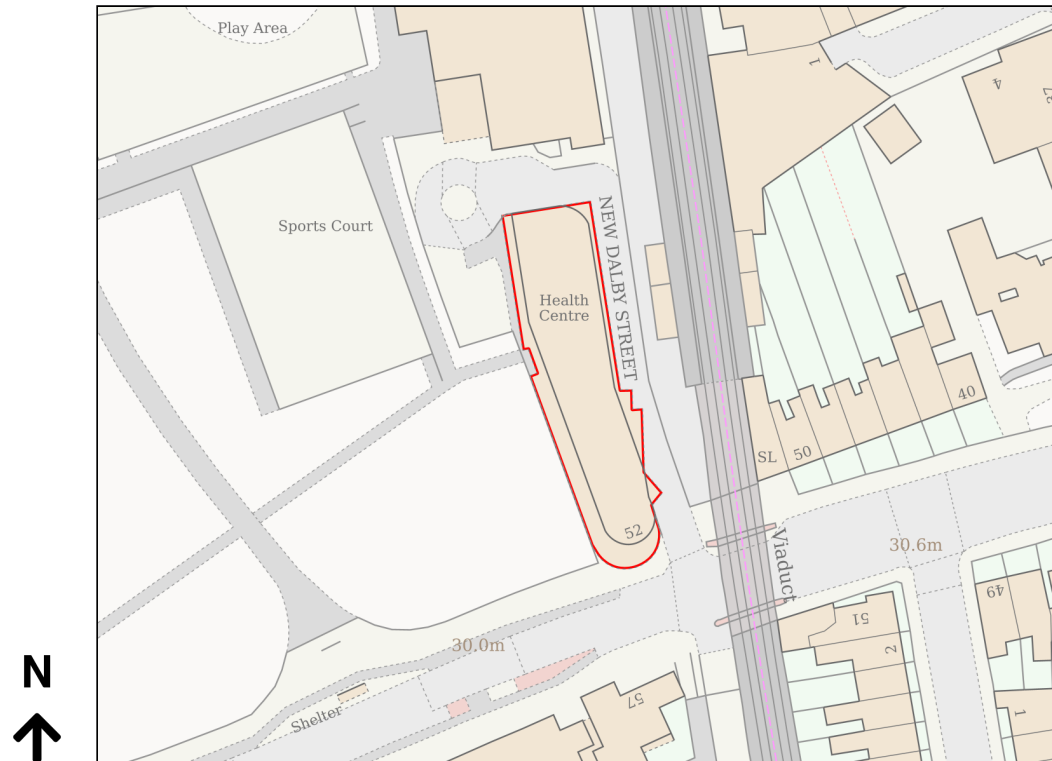 Play Area
1
4
37
Sports Court
NEW DALBY STREET
Health
Centre
40
50
SL
52
Viaduct
30.6m
49
51
30.0m
2
57
Shelter
1
N